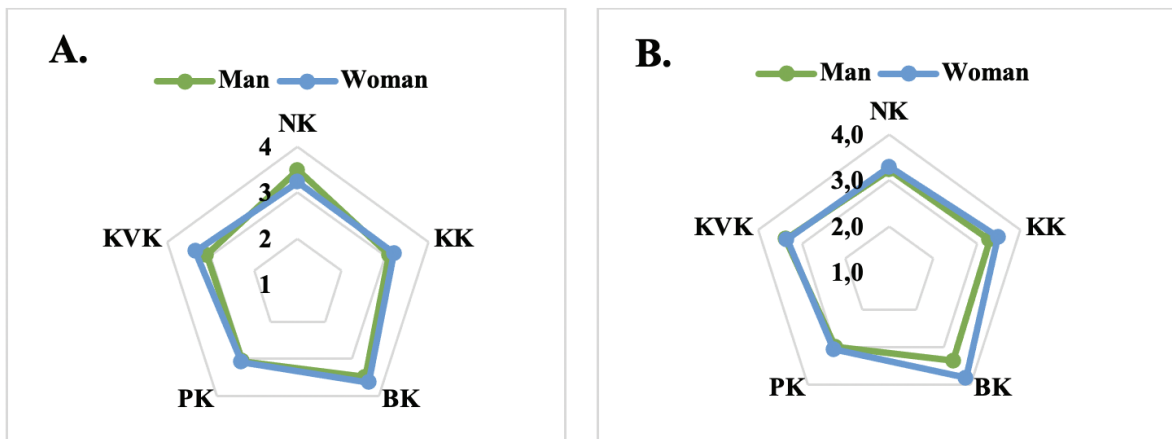 A.
Man Woman
NK
4
3
2
1
KVK
KK
PK
BK
B.
Man Woman
NK
4,0
3,0
2,0
1,0
KVK
KK
PK
BK